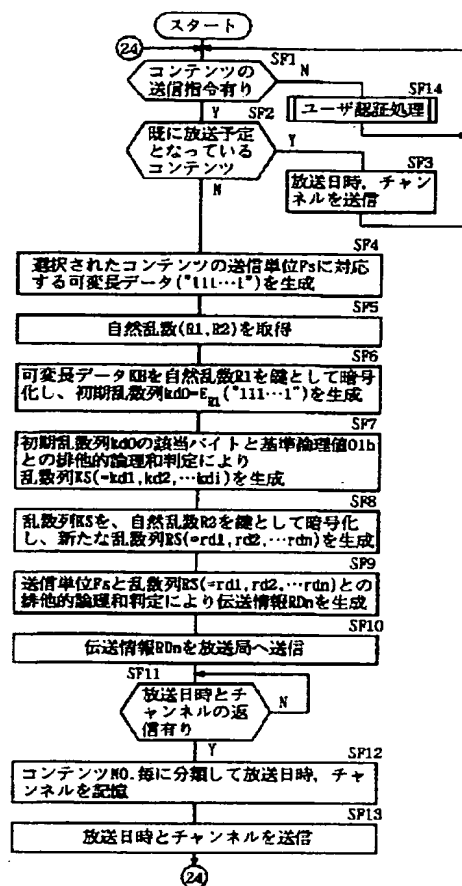 スタート
24
SF1
コンテンツの
送信指令有り
N
SF14
ユーザ認証処理
Y
SF2
既に放送予定
となっている
コンテンツ
Y
SF3
放送日時，チャン
ネルを送信
N
SF4
選択されたコンテンツの送信単位Fsに対応
する可変長データ("111…1")を生成
SF5
自然乱数(R1,R2)を取得
SF6
可変長データKHを自然乱数R1を鍵として暗号
化し、初期乱数列kd0=E_R1("111…1")を生成
SF7
初期乱数列kd0の該当バイトと基準論理値01h
との排他的論理和判定により
乱数列KS(=kd1,kd2,…kdi)を生成
SF8
乱数列KSを、自然乱数R2を鍵として暗号化
し、新たな乱数列RS(=rd1,rd2,…rdn)を生成
SF9
送信単位Fsと乱数列RS(=rd1,rd2,…rdn)との
排他的論理和判定により伝送情報RDnを生成
SF10
伝送情報RDnを放送局へ送信
SF11
放送日時とチ
ャンネルの返
信有り
N
Y
SF12
コンテンツNO.毎に分類して放送日時，チャ
ンネルを記憶
SF13
放送日時とチャンネルを送信
24